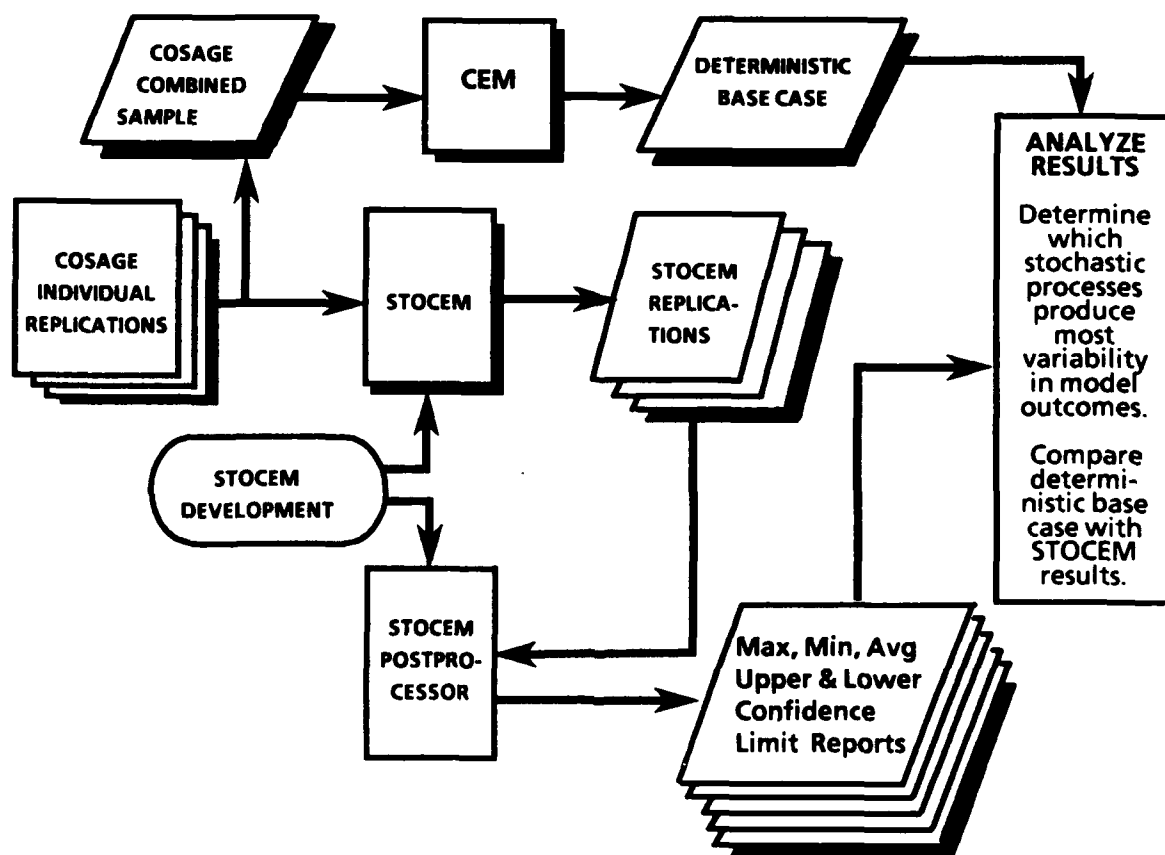 COSAGE
COMBINED
SAMPLE
CEM
DETERMINISTIC
BASE CASE
ANALYZE
RESULTS
Determine
which
stochastic
processes
produce
most
variability
in model
outcomes.
Compare
determi-
nistic base
case with
STOCEM
results.
COSAGE
INDIVIDUAL
REPLICATIONS
STOCEM
STOCEM
REPLICA-
TIONS
STOCEM
DEVELOPMENT
STOCEM
POSTPRO-
CESSOR
Max, Min, Avg
Upper & Lower
Confidence
Limit Reports